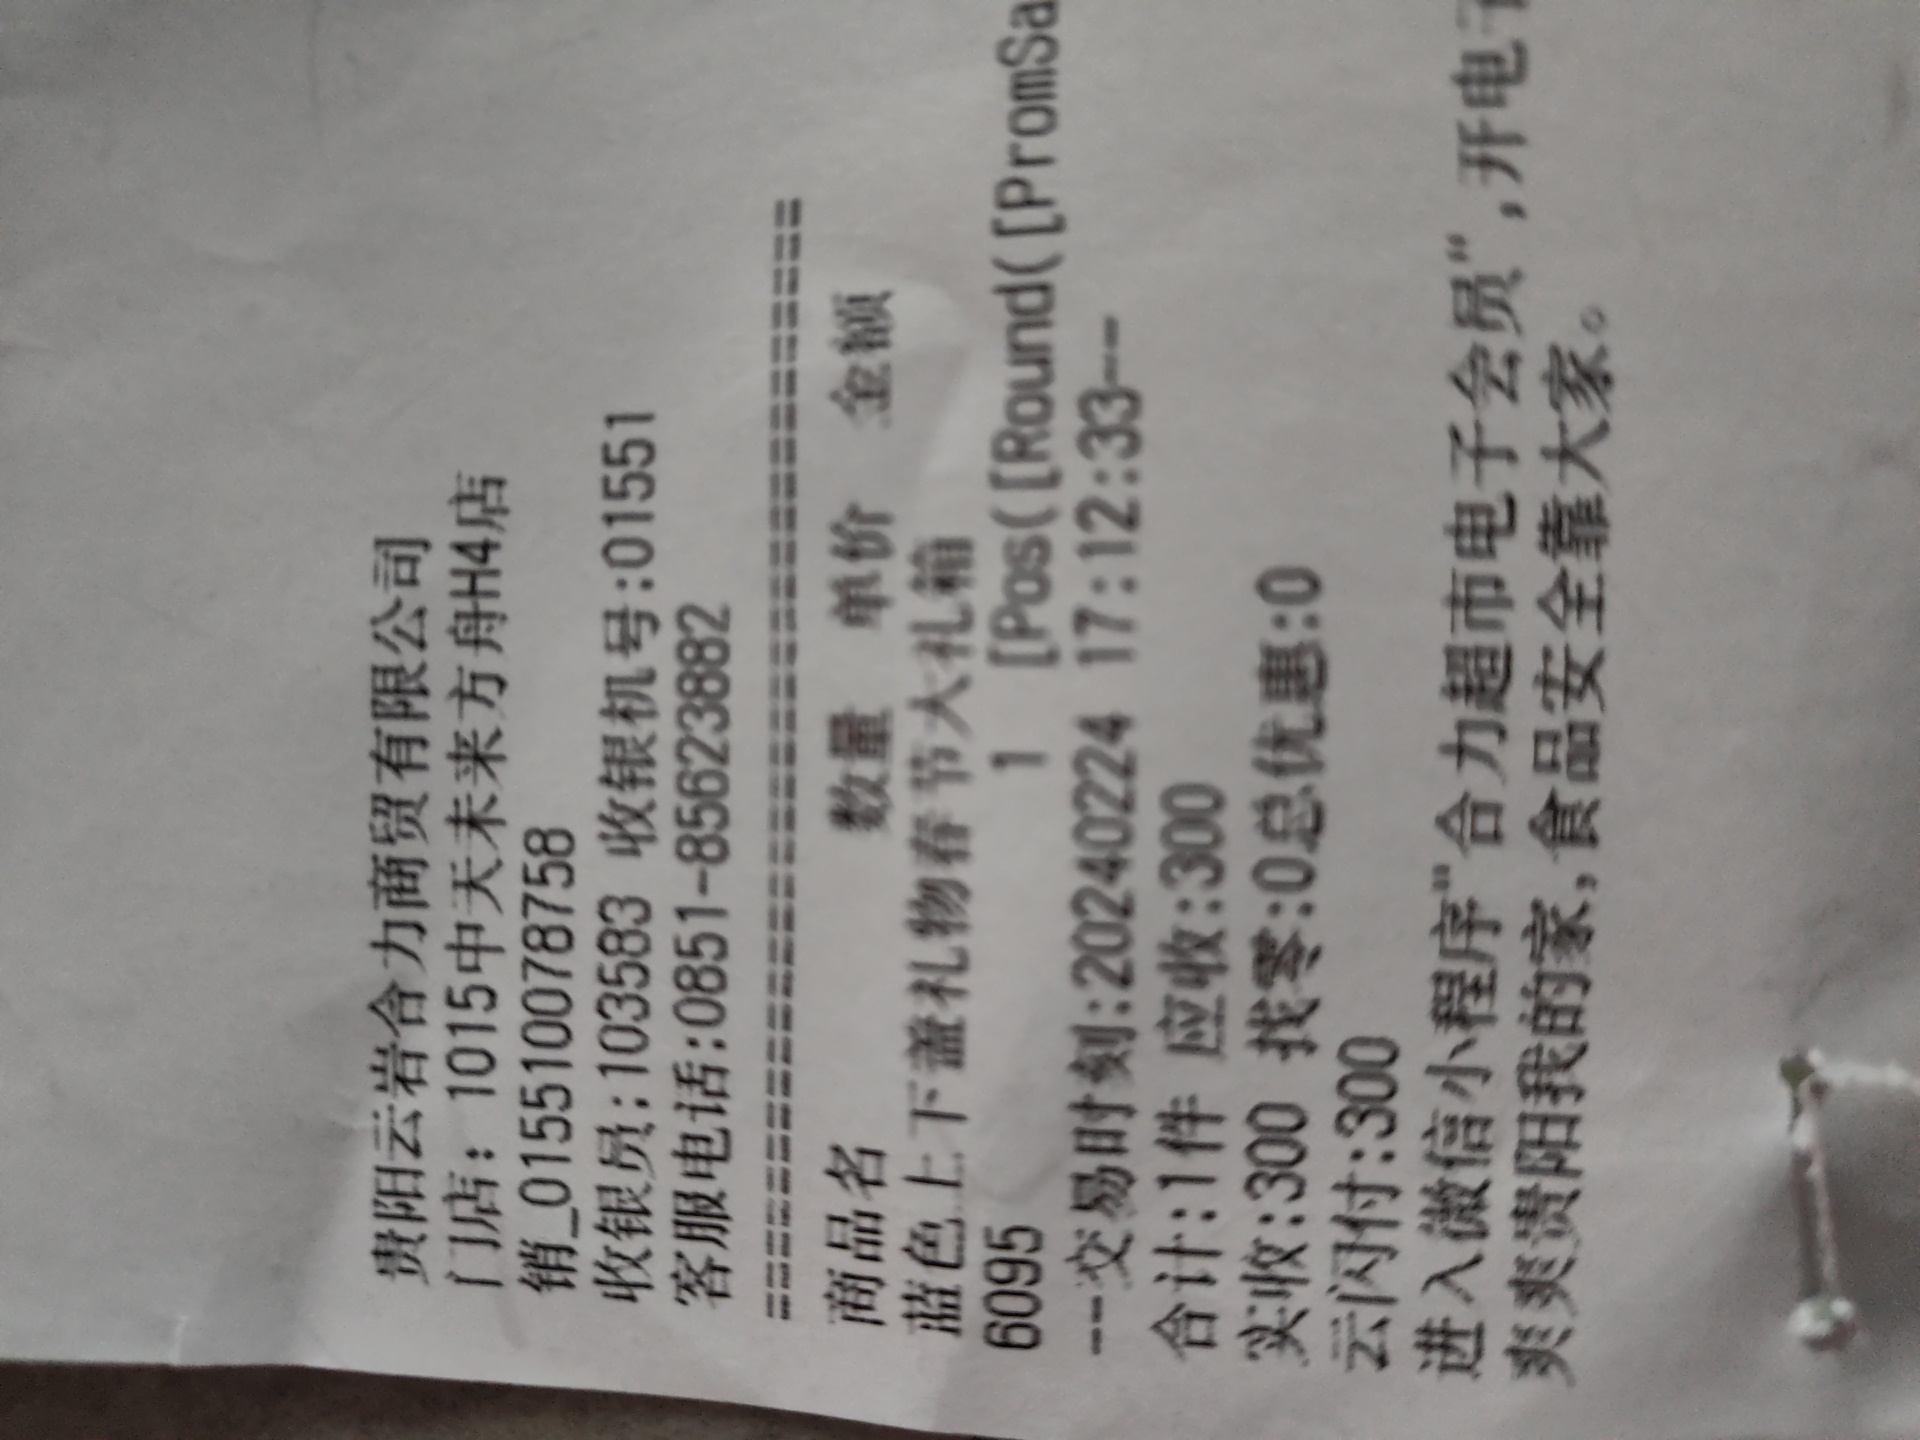 贵阳云岩合力商贸有限公司
门店: 1015中天未来方舟H4店
销_0155100787​58
收银员:103583 收银机号:01551
客服电话:0851-85623882
==============================
商品名 数量 单价 金额
蓝色上下盖礼物春节大礼箱
6095 1 [Pos([Round([PromSa
---交易时刻:20240224 17:12:33---
合计:1件 应收:300
实收:300 找零:0总优惠:0
云闪付:300
进入微信小程序"合力超市电子会员",开电子
爽爽贵阳我的家,食品安全靠大家。